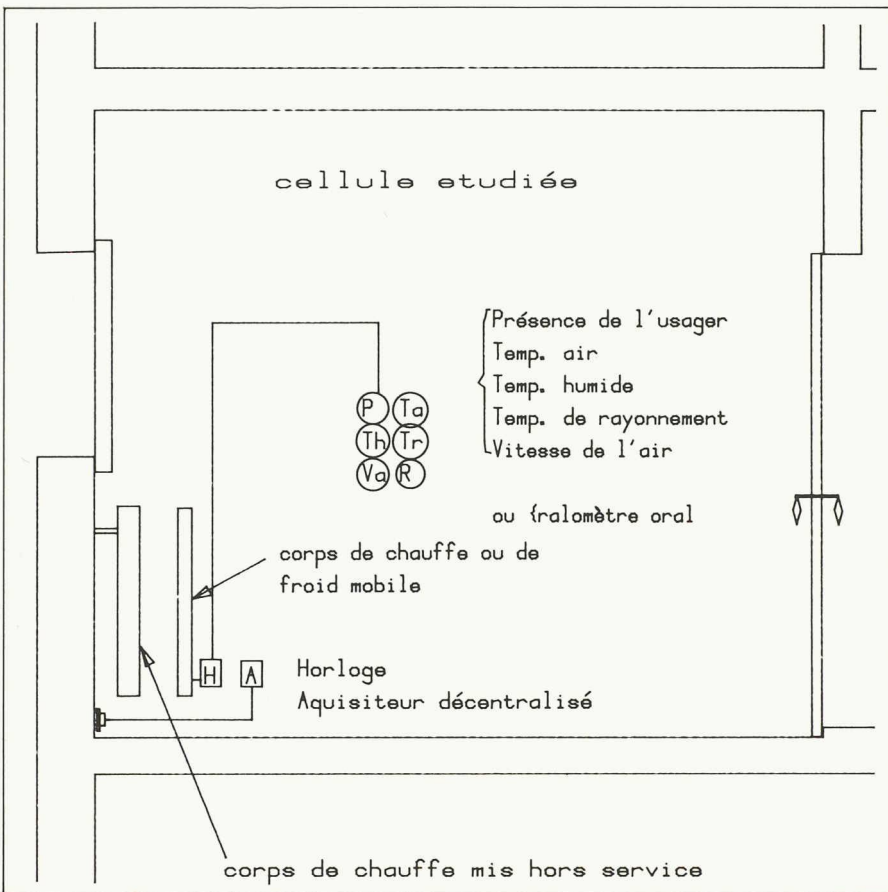 cellule etudiée
Présence de l'usager
Temp. air
Temp. humide
Temp. de rayonnement
Vitesse de l'air
P Ta
Th Tr
Va R
ou {ralomètre oral
corps de chauffe ou de
froid mobile
H A Horloge
Aquisiteur décentralisé
corps de chauffe mis hors service